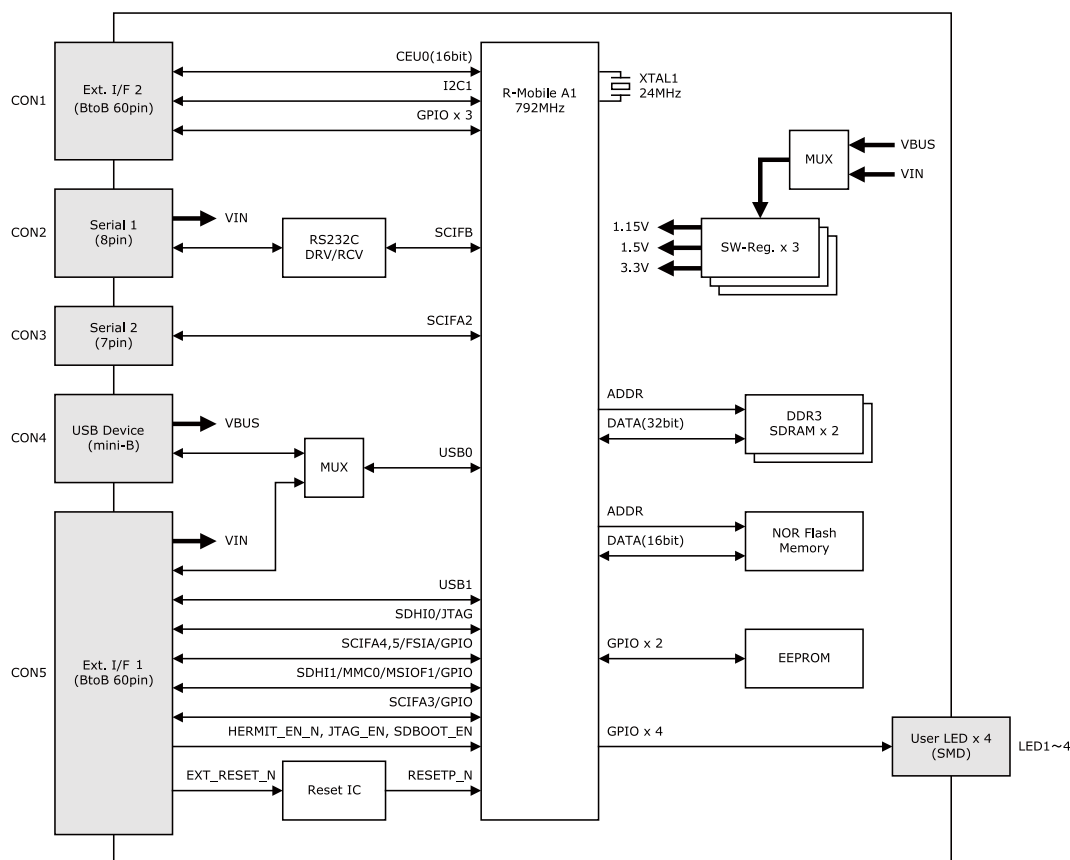 CEU0(16bit)
Ext. I/F 2
(BtoB 60pin)
CON1
I2C1
GPIO x 3
R-Mobile A1
792MHz
XTAL1
24MHz
MUX
VBUS
VIN
Serial 1
(8pin)
CON2
VIN
RS232C
DRV/RCV
SCIFB
1.15V
1.5V
3.3V
SW-Reg. x 3
CON3
Serial 2
(7pin)
SCIFA2
CON4
USB Device
(mini-B)
VBUS
MUX
USB0
ADDR
DATA(32bit)
DDR3
SDRAM x 2
VIN
ADDR
DATA(16bit)
NOR Flash
Memory
USB1
SDHI0/JTAG
SCIFA4,5/FSIA/GPIO
CON5
Ext. I/F 1
(BtoB 60pin)
SDHI1/MMC0/MSIOF1/GPIO
SCIFA3/GPIO
HERMIT_EN_N, JTAG_EN, SDBOOT_EN
EXT_RESET_N
Reset IC
RESETP_N
GPIO x 2
EEPROM
GPIO x 4
User LED x 4
(SMD)
LED1~4